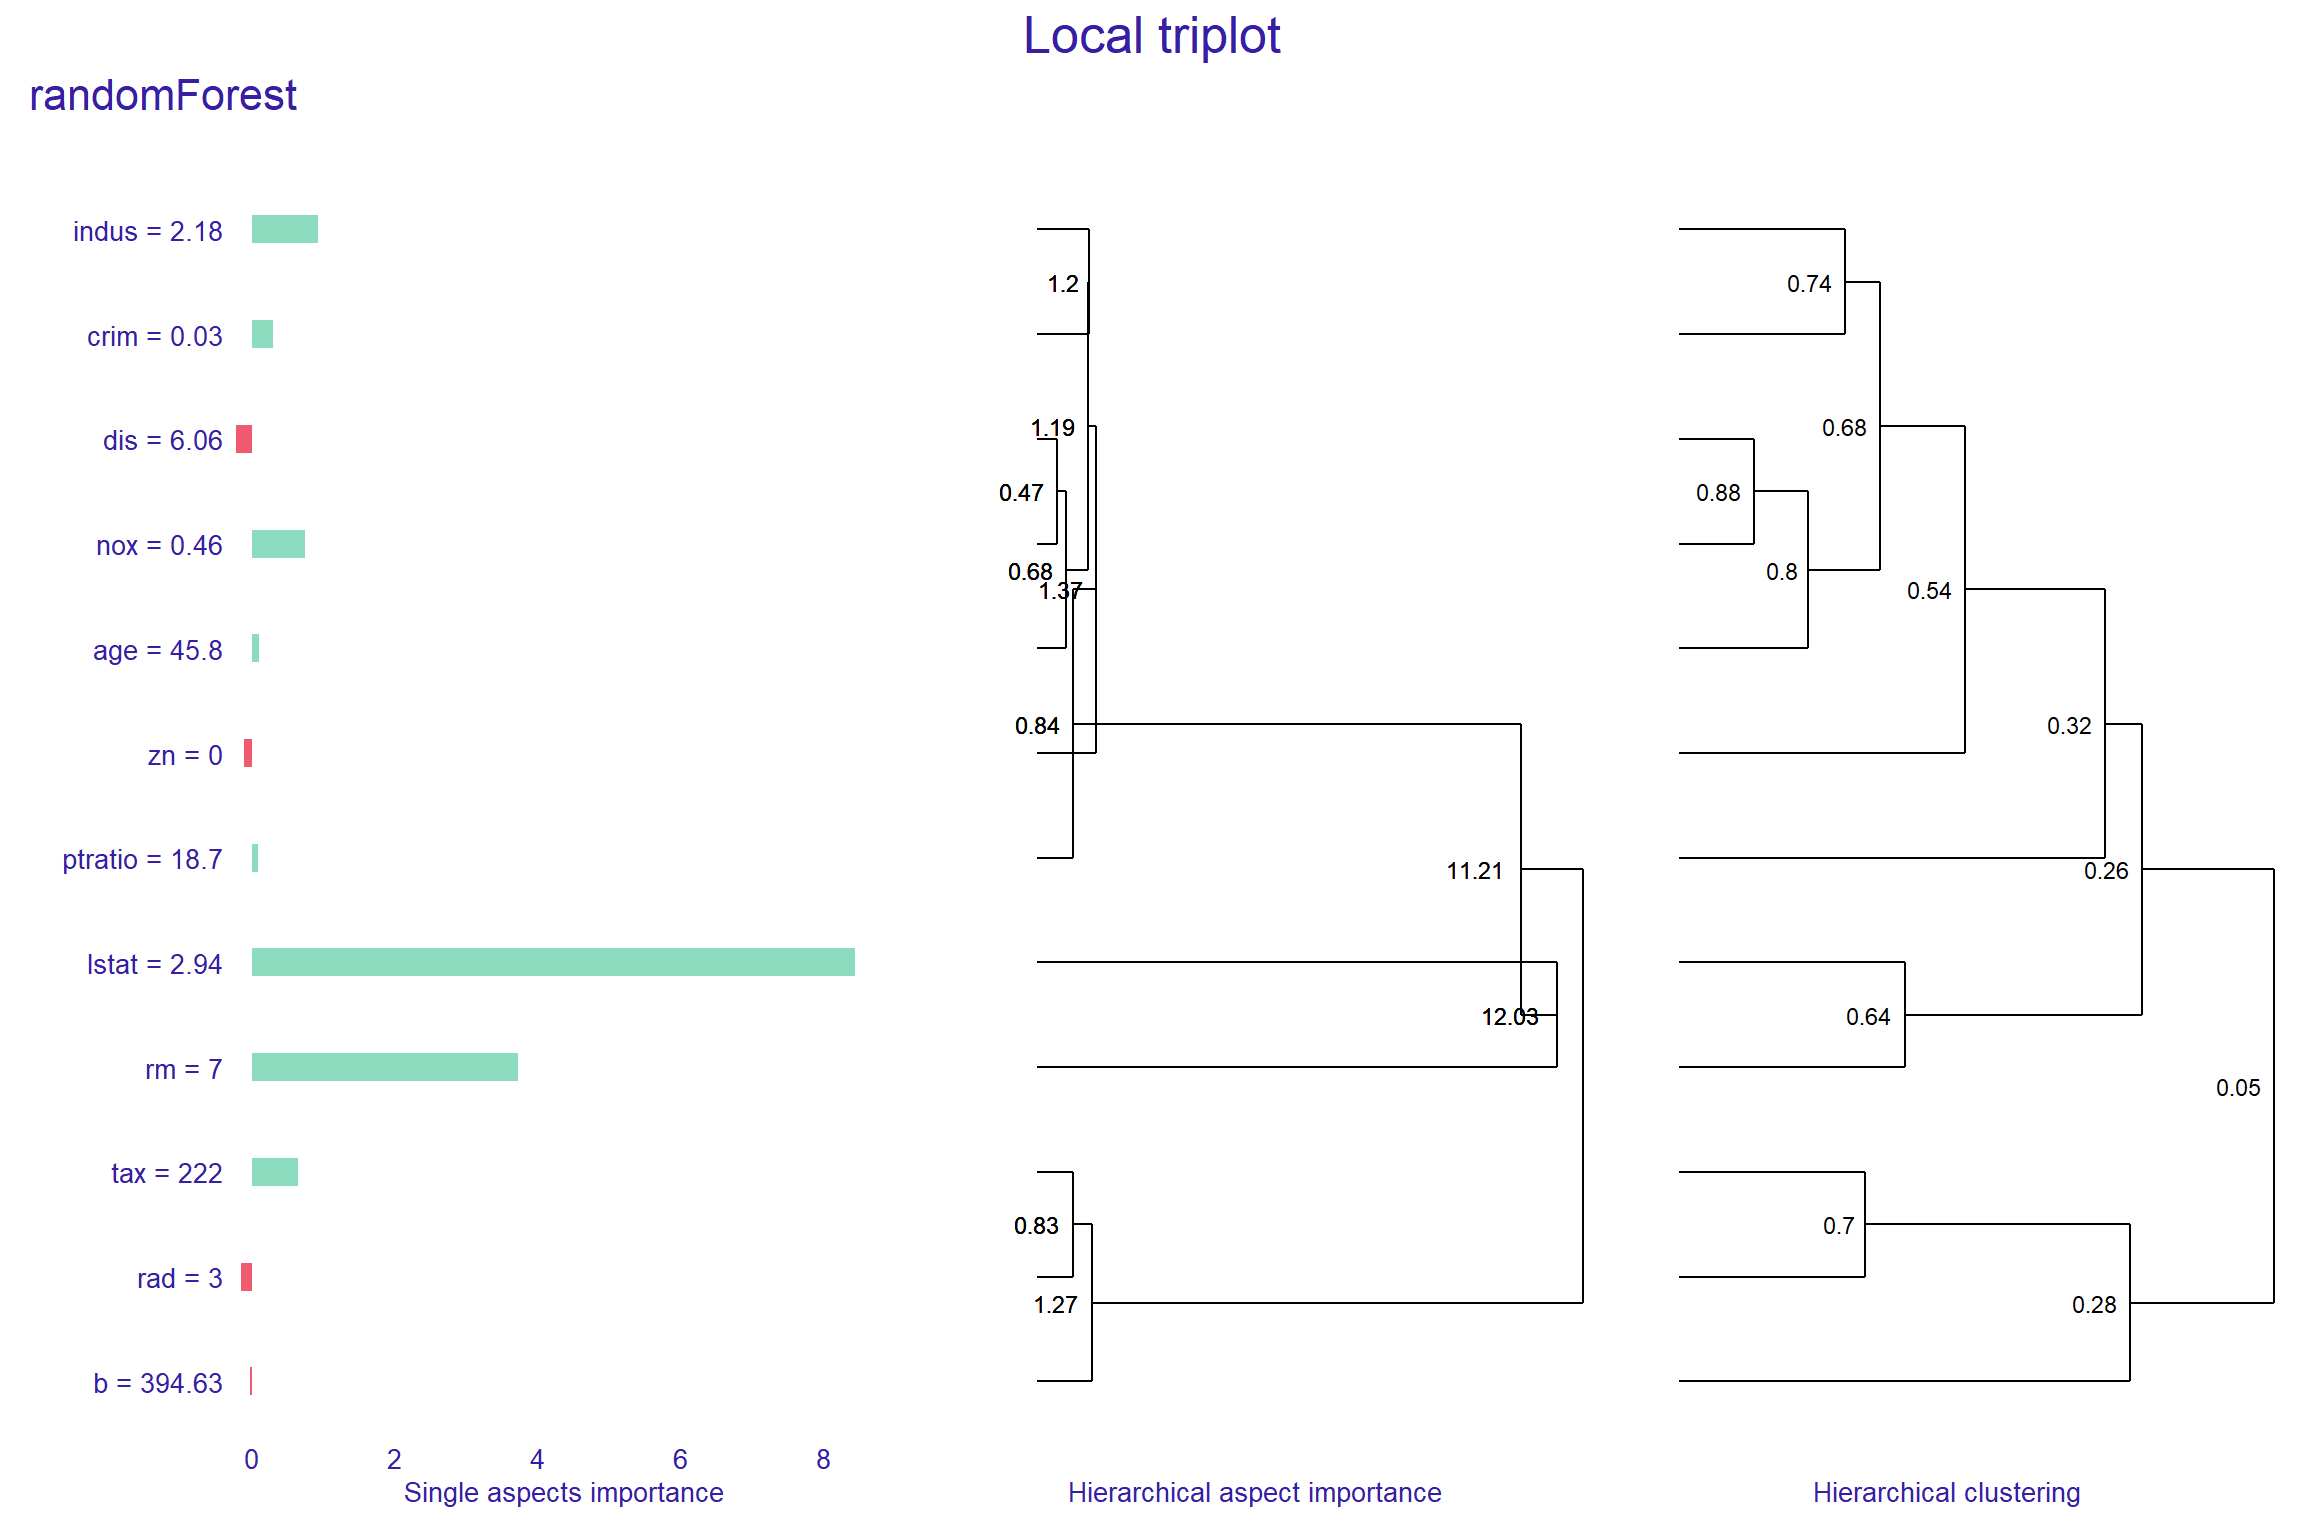 Local triplot
randomForest
indus = 2.18
crim = 0.03
dis = 6.06
nox = 0.46
age = 45.8
zn = 0
ptratio = 18.7
lstat = 2.94
rm = 7
tax = 222
rad = 3
b = 394.63
0 2 4 6 8
Single aspects importance
1.2
1.19
0.47
0.68
1.37
0.84
11.21
12.03
0.83
1.27
Hierarchical aspect importance
0.74
0.68
0.88
0.8
0.54
0.32
0.26
0.64
0.05
0.7
0.28
Hierarchical clustering